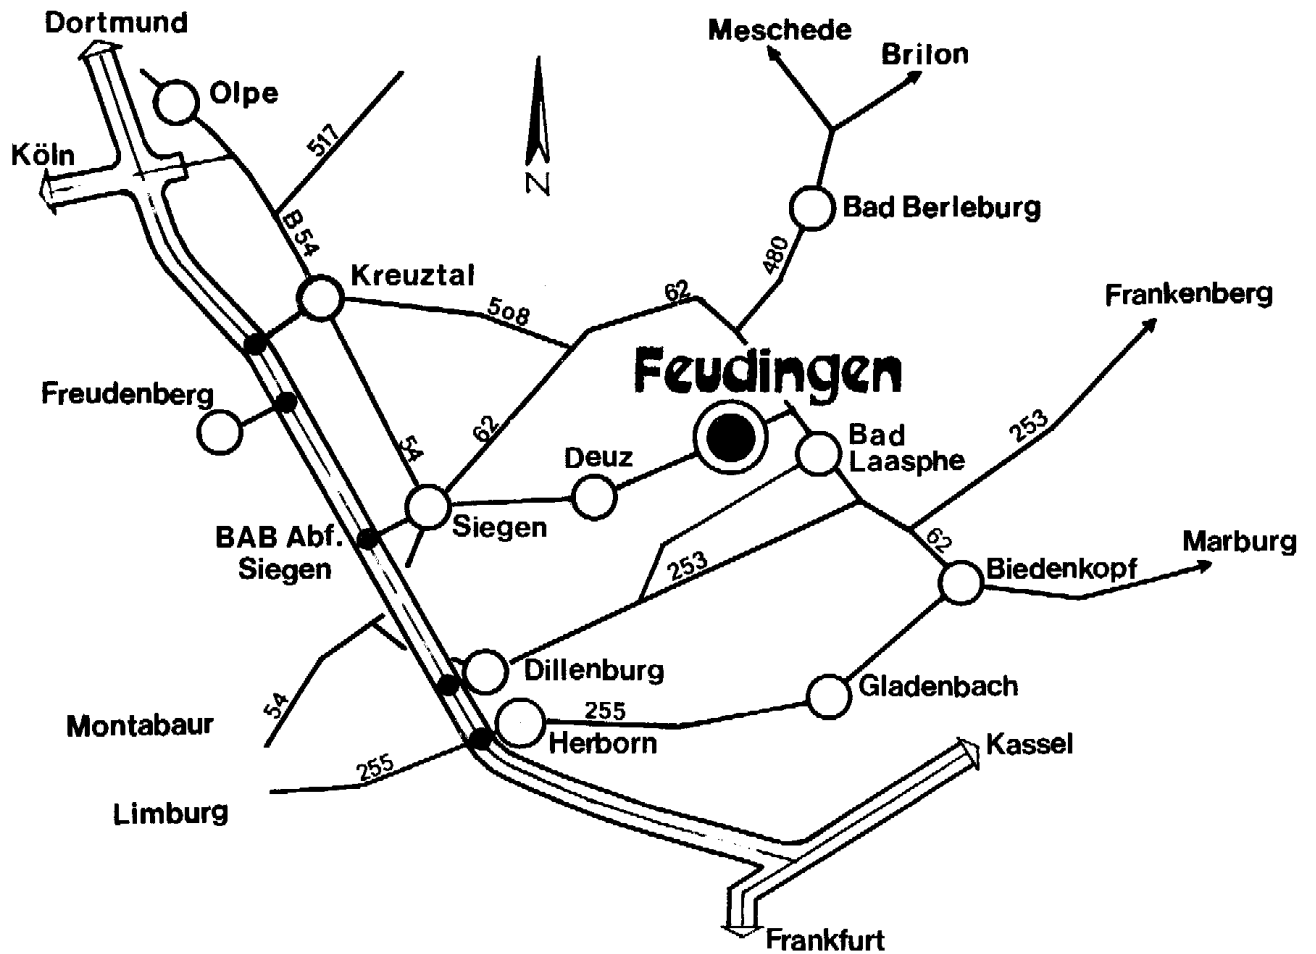 Dortmund
Meschede
Brilon
Olpe
517
Köln
N
Bad Berleburg
B 54
480
Kreuztal
62
5o8
Frankenberg
Feudingen
Freudenberg
54
62
253
Deuz
Bad
Laasphe
Siegen
BAB Abf.
Siegen
62
Marburg
253
Biedenkopf
Dillenburg
Gladenbach
54
255
Montabaur
Herborn
Kassel
255
Limburg
Frankfurt